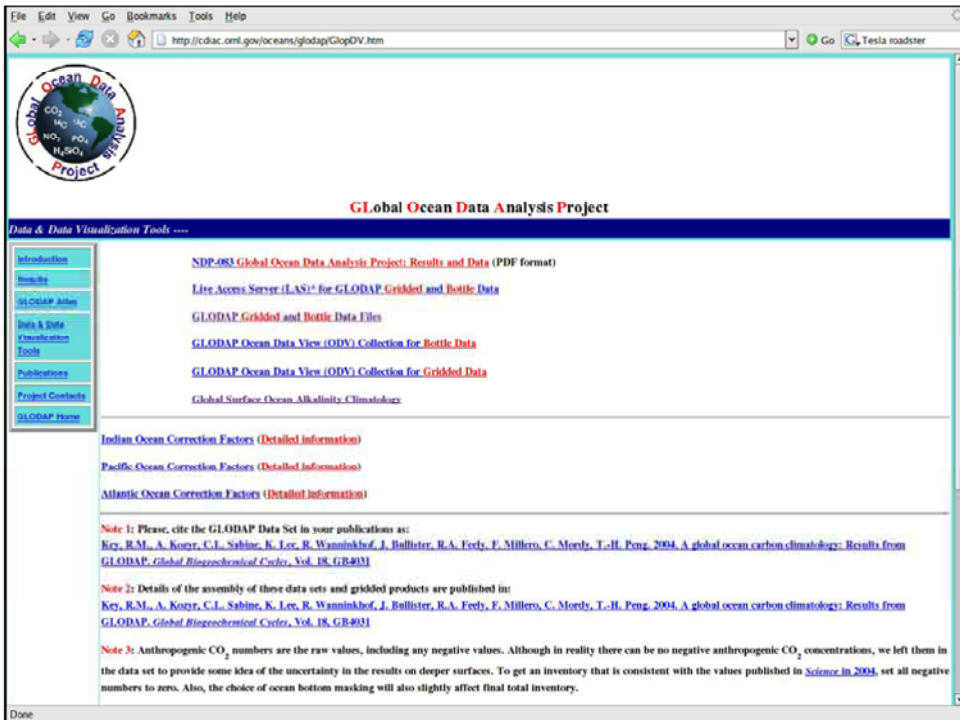 File Edit View Go Bookmarks Tools Help
http://cdiac.ornl.gov/oceans/glodap/GlopDV.htm
Go
Tesla roadster
GLobal Ocean Data Analysis Project
CO2
14C 13C
NO3 PO4
H4SiO4
GLobal Ocean Data Analysis Project
Data & Data Visualization Tools ----
Introduction
Results
GLODAP Atlas
Data & Data
Visualization
Tools
Publications
Project Contacts
GLODAP Home
NDP-083 Global Ocean Data Analysis Project: Results and Data (PDF format)
Live Access Server (LAS)* for GLODAP Gridded and Bottle Data
GLODAP Gridded and Bottle Data Files
GLODAP Ocean Data View (ODV) Collection for Bottle Data
GLODAP Ocean Data View (ODV) Collection for Gridded Data
Global Surface Ocean Alkalinity Climatology
Indian Ocean Correction Factors (Detailed information)
Pacific Ocean Correction Factors (Detailed information)
Atlantic Ocean Correction Factors (Detailed information)
Note 1: Please, cite the GLODAP Data Set in your publications as:
Key, R.M., A. Kozyr, C.L. Sabine, K. Lee, R. Wanninkhof, J. Bullister, R.A. Feely, F. Millero, C. Mordy, T.-H. Peng. 2004. A global ocean carbon climatology: Results from
GLODAP. Global Biogeochemical Cycles, Vol. 18, GB4031
Note 2: Details of the assembly of these data sets and gridded products are published in:
Key, R.M., A. Kozyr, C.L. Sabine, K. Lee, R. Wanninkhof, J. Bullister, R.A. Feely, F. Millero, C. Mordy, T.-H. Peng. 2004. A global ocean carbon climatology: Results from
GLODAP. Global Biogeochemical Cycles, Vol. 18, GB4031
Note 3: Anthropogenic CO2 numbers are the raw values, including any negative values. Although in reality there can be no negative anthropogenic CO2 concentrations, we left them in
the data set to provide some idea of the uncertainty in the results on deeper surfaces. To get an inventory that is consistent with the values published in Science in 2004, set all negative
numbers to zero. Also, the choice of ocean bottom masking will also slightly affect final total inventory.
Done